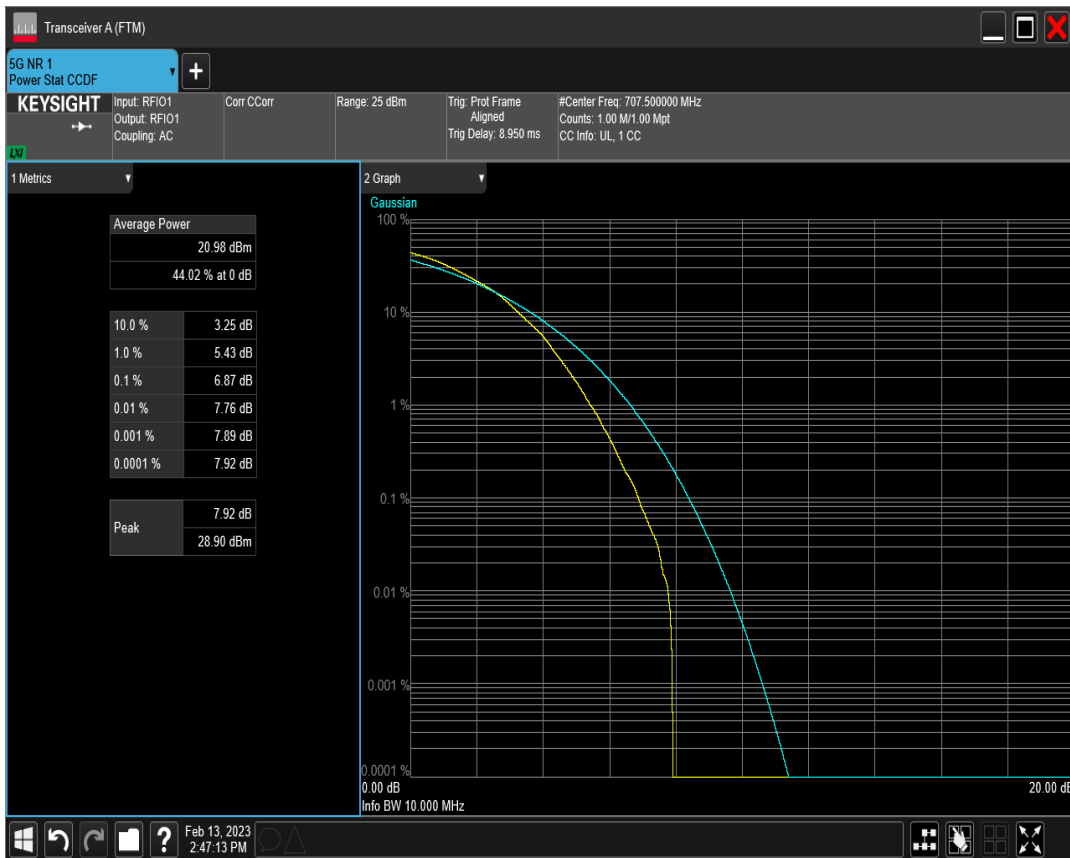 Transceiver A (FTM)
5G NR 1
Power Stat CCDF
KEYSIGHT
LXI
Input: RFIO1
Output: RFIO1
Coupling: AC
Corr CCorr
Range: 25 dBm
Trig: Prot Frame
Aligned
Trig Delay: 8.950 ms
#Center Freq: 707.500000 MHz
Counts: 1.00 M/1.00 Mpt
CC Info: UL, 1 CC
1 Metrics
Average Power
20.98 dBm
44.02 % at 0 dB
10.0 % 3.25 dB
1.0 % 5.43 dB
0.1 % 6.87 dB
0.01 % 7.76 dB
0.001 % 7.89 dB
0.0001 % 7.92 dB
Peak
7.92 dB
28.90 dBm
2 Graph
Gaussian
100 %
10 %
1 %
0.1 %
0.01 %
0.001 %
0.0001 %
0.00 dB 20.00 dB
Info BW 10.000 MHz
Feb 13, 2023
2:47:13 PM